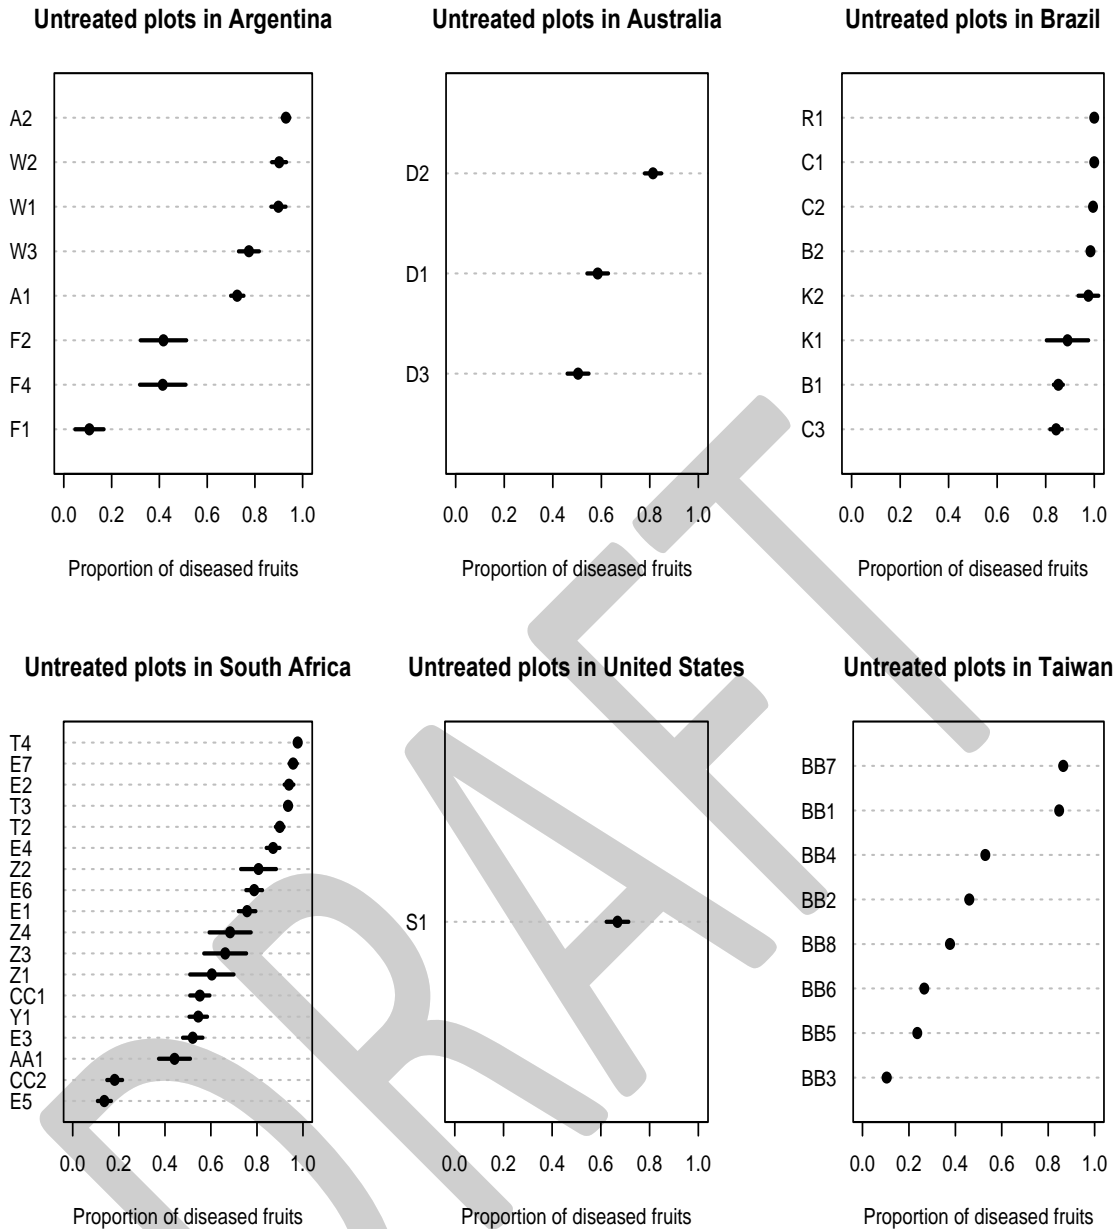 Untreated plots in Argentina
A2
W2
W1
W3
A1
F2
F4
F1
0.0 0.2 0.4 0.6 0.8 1.0
Proportion of diseased fruits
Untreated plots in Australia
D2
D1
D3
0.0 0.2 0.4 0.6 0.8 1.0
Proportion of diseased fruits
Untreated plots in Brazil
R1
C1
C2
B2
K2
K1
B1
C3
0.0 0.2 0.4 0.6 0.8 1.0
Proportion of diseased fruits
Untreated plots in South Africa
T4
E7
E2
T3
T2
E4
Z2
E6
E1
Z4
Z3
Z1
CC1
Y1
E3
AA1
CC2
E5
0.0 0.2 0.4 0.6 0.8 1.0
Proportion of diseased fruits
Untreated plots in United States
S1
0.0 0.2 0.4 0.6 0.8 1.0
Proportion of diseased fruits
Untreated plots in Taiwan
BB7
BB1
BB4
BB2
BB8
BB6
BB5
BB3
0.0 0.2 0.4 0.6 0.8 1.0
Proportion of diseased fruits
DRAFT